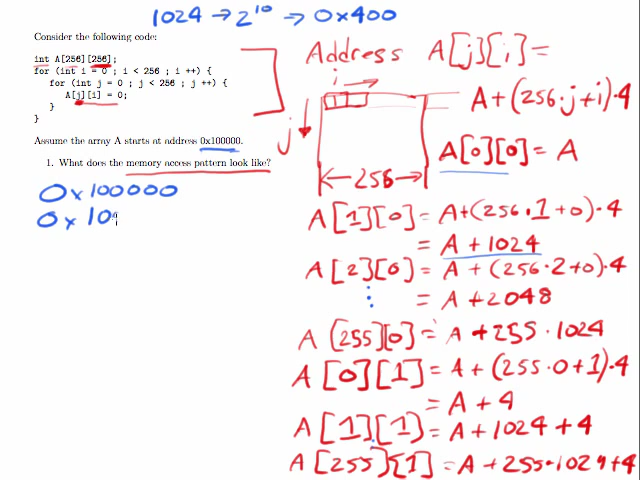 1024 → 2^10 → 0x400
Consider the following code:
int A[256][256];
for (int i = 0 ; i < 256 ; i ++) {
for (int j = 0 ; j < 256 ; j ++) {
A[j][i] = 0;
}
}
Assume the array A starts at address 0x100000.
1. What does the memory access pattern look like?
0x100000
0x10
Address A[j][i] =
A+(256·j+i)·4
i
j
256
A[0][0] = A
A[1][0] = A+(256·1+0)·4
= A + 1024
A[2][0] = A + (256·2+0)·4
= A + 2048
A[255][0] = A + 255·1024
A[0][1] = A + (255·0+1)·4
= A + 4
A[1][1] = A + 1024 + 4
A[255][1] = A + 255·1024+4